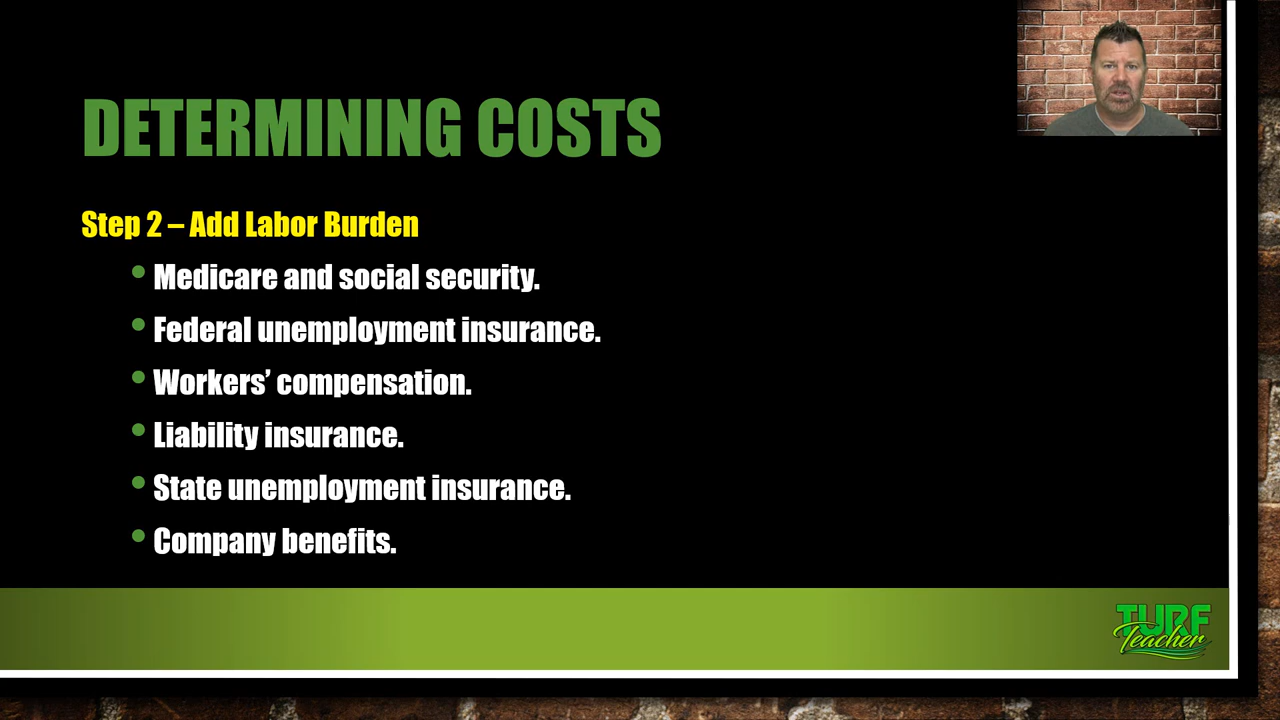 DETERMINING COSTS
Step 2 – Add Labor Burden
Medicare and social security.
Federal unemployment insurance.
Workers’ compensation.
Liability insurance.
State unemployment insurance.
Company benefits.
TURF
Teacher